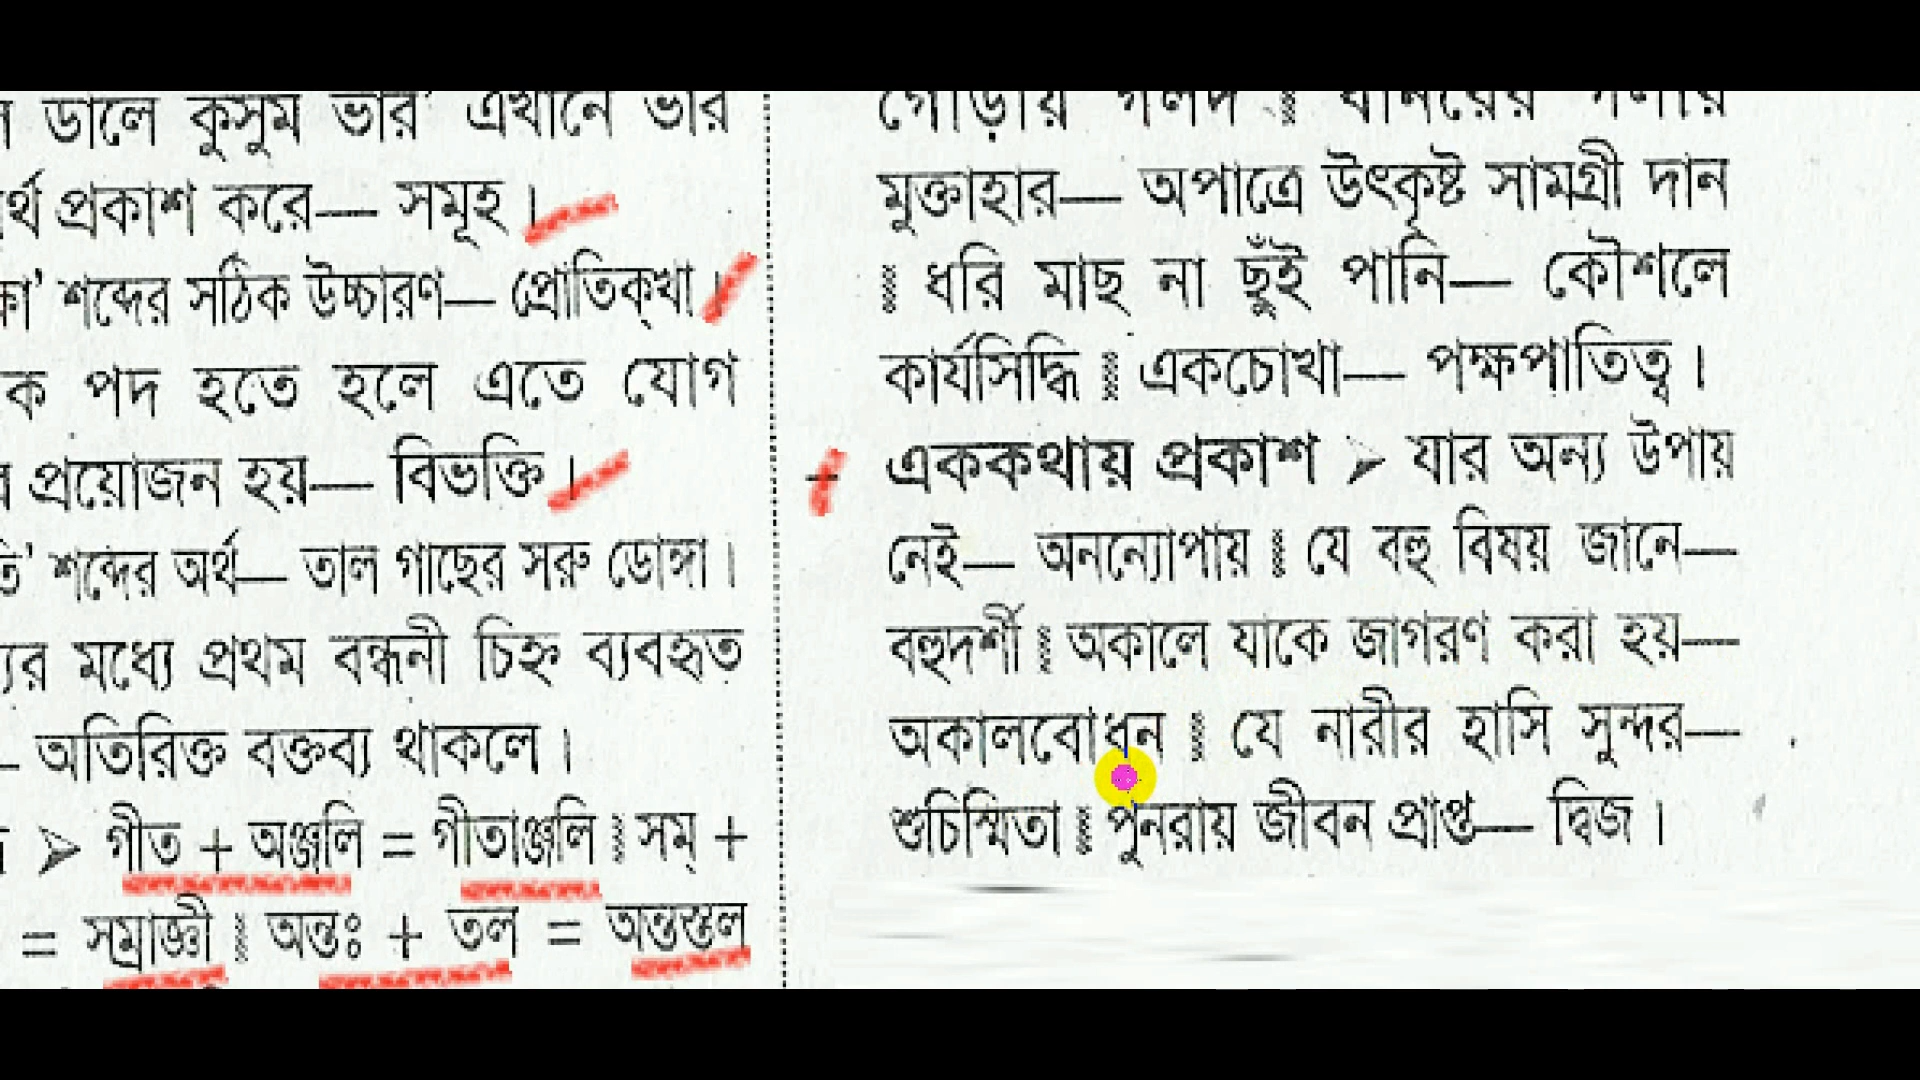 ডালে কুসুম ভার' এখানে ভার
প্রকাশ করে— সমূহ।
শব্দের সঠিক উচ্চারণ— প্রোতিক্‌খা।
ক পদ হতে হলে এতে যোগ
প্রয়োজন হয়— বিভক্তি।
শব্দের অর্থ— তাল গাছের সরু ডোঙ্গা।
মধ্যে প্রথম বন্ধনী চিহ্ন ব্যবহৃত
— অতিরিক্ত বক্তব্য থাকলে।
➢ গীত + অঞ্জলি = গীতাঞ্জলি ⁞ সম্ +
= সম্রাজ্ঞী ⁞ অন্তঃ + তল = অন্তস্তল
গোড়ায় গলদ ⁞ বানরের গলায়
মুক্তাহার— অপাত্রে উৎকৃষ্ট সামগ্রী দান
⁞ ধরি মাছ না ছুঁই পানি— কৌশলে
কার্যসিদ্ধি ⁞ একচোখা— পক্ষপাতিত্ব।
এককথায় প্রকাশ ➢ যার অন্য উপায়
নেই— অনন্যোপায় ⁞ যে বহু বিষয় জানে—
বহুদর্শী ⁞ অকালে যাকে জাগরণ করা হয়—
অকালবোধন ⁞ যে নারীর হাসি সুন্দর—
শুচিস্মিতা ⁞ পুনরায় জীবন প্রাপ্ত— দ্বিজ।